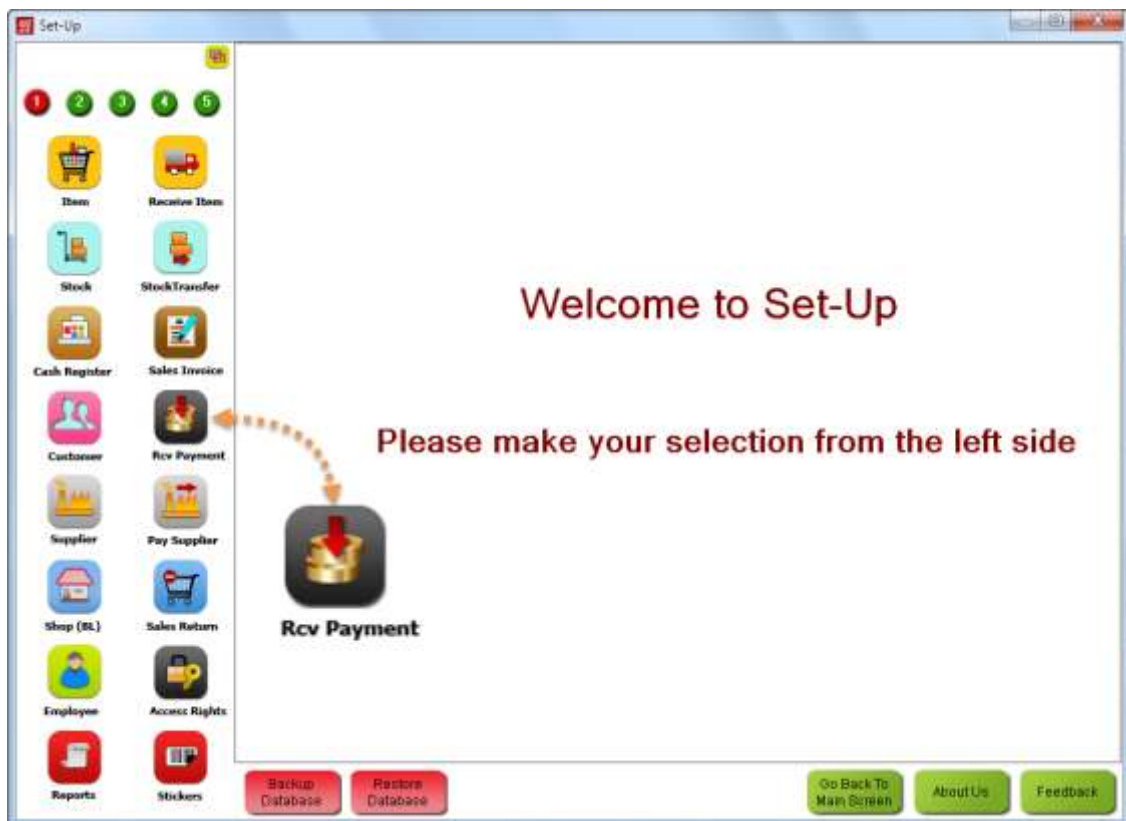 Set-Up
1 2 3 4 5
Item Receive Item
Stock StockTransfer
Cash Register Sales Invoice
Customer Rcv Payment
Supplier Pay Supplier
Shop (BL) Sales Return
Employee Access Rights
Reports Stickers
Welcome to Set-Up
Please make your selection from the left side
Rcv Payment
Backup
Database
Restore
Database
Go Back To
Main Screen
About Us
Feedback